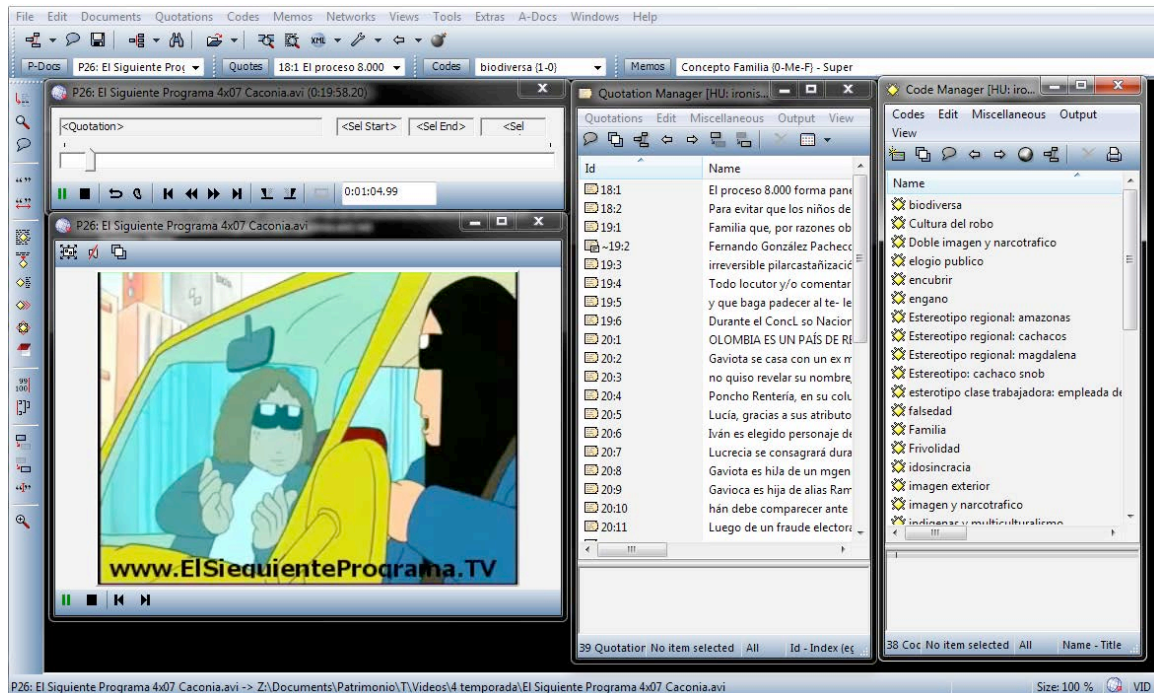 File Edit Documents Quotations Codes Memos Networks Views Tools Extras A-Docs Windows Help
P-Docs P26: El Siguiente Prog Quotes 18:1 El proceso 8.000 Codes biodiversa {1-0} Memos Concepto Familia {0-Me-F} - Super
P26: El Siguiente Programa 4x07 Caconia.avi (0:19:58.20)
<Quotation> <Sel Start> <Sel End> <Sel
0:01:04.99
P26: El Siguiente Programa 4x07 Caconia.avi
www.ElSiguientePrograma.TV
Quotation Manager [HU: ironis...
Quotations Edit Miscellaneous Output View
Id Name
18:1 El proceso 8.000 forma pane
18:2 Para evitar que los niños de
19:1 Familia que, por razones ob
~19:2 Fernando González Pachecc
19:3 irreversible pilarcastañizació
19:4 Todo locutor y/o comentar
19:5 y que baga padecer al te- le
19:6 Durante el ConcL so Nacior
20:1 OLOMBIA ES UN PAÍS DE RE
20:2 Gaviota se casa con un ex m
20:3 no quiso revelar su nombre,
20:4 Poncho Rentería, en su colu
20:5 Lucía, gracias a sus atributo
20:6 Iván es elegido personaje de
20:7 Lucrecia se consagrará dura
20:8 Gaviota es hiJa de un mgen
20:9 Gavioca es hija de alias Ram
20:10 hán debe comparecer ante
20:11 Luego de un fraude electora
39 Quotation No item selected All Id - Index (eg
Code Manager [HU: iro...
Codes Edit Miscellaneous Output
View
Name
biodiversa
Cultura del robo
Doble imagen y narcotrafico
elogio publico
encubrir
engano
Estereotipo regional: amazonas
Estereotipo regional: cachacos
Estereotipo regional: magdalena
Estereotipo: cachaco snob
esterotipo clase trabajadora: empleada de
falsedad
Familia
Frivolidad
idosincracia
imagen exterior
imagen y narcotrafico
indigenas y multiculturalismo
38 Coc No item selected All Name - Title
P26: El Siguiente Programa 4x07 Caconia.avi -> Z:\Documents\Patrimonio\T\Videos\4 temporada\El Siguiente Programa 4x07 Caconia.avi Size: 100 % VID